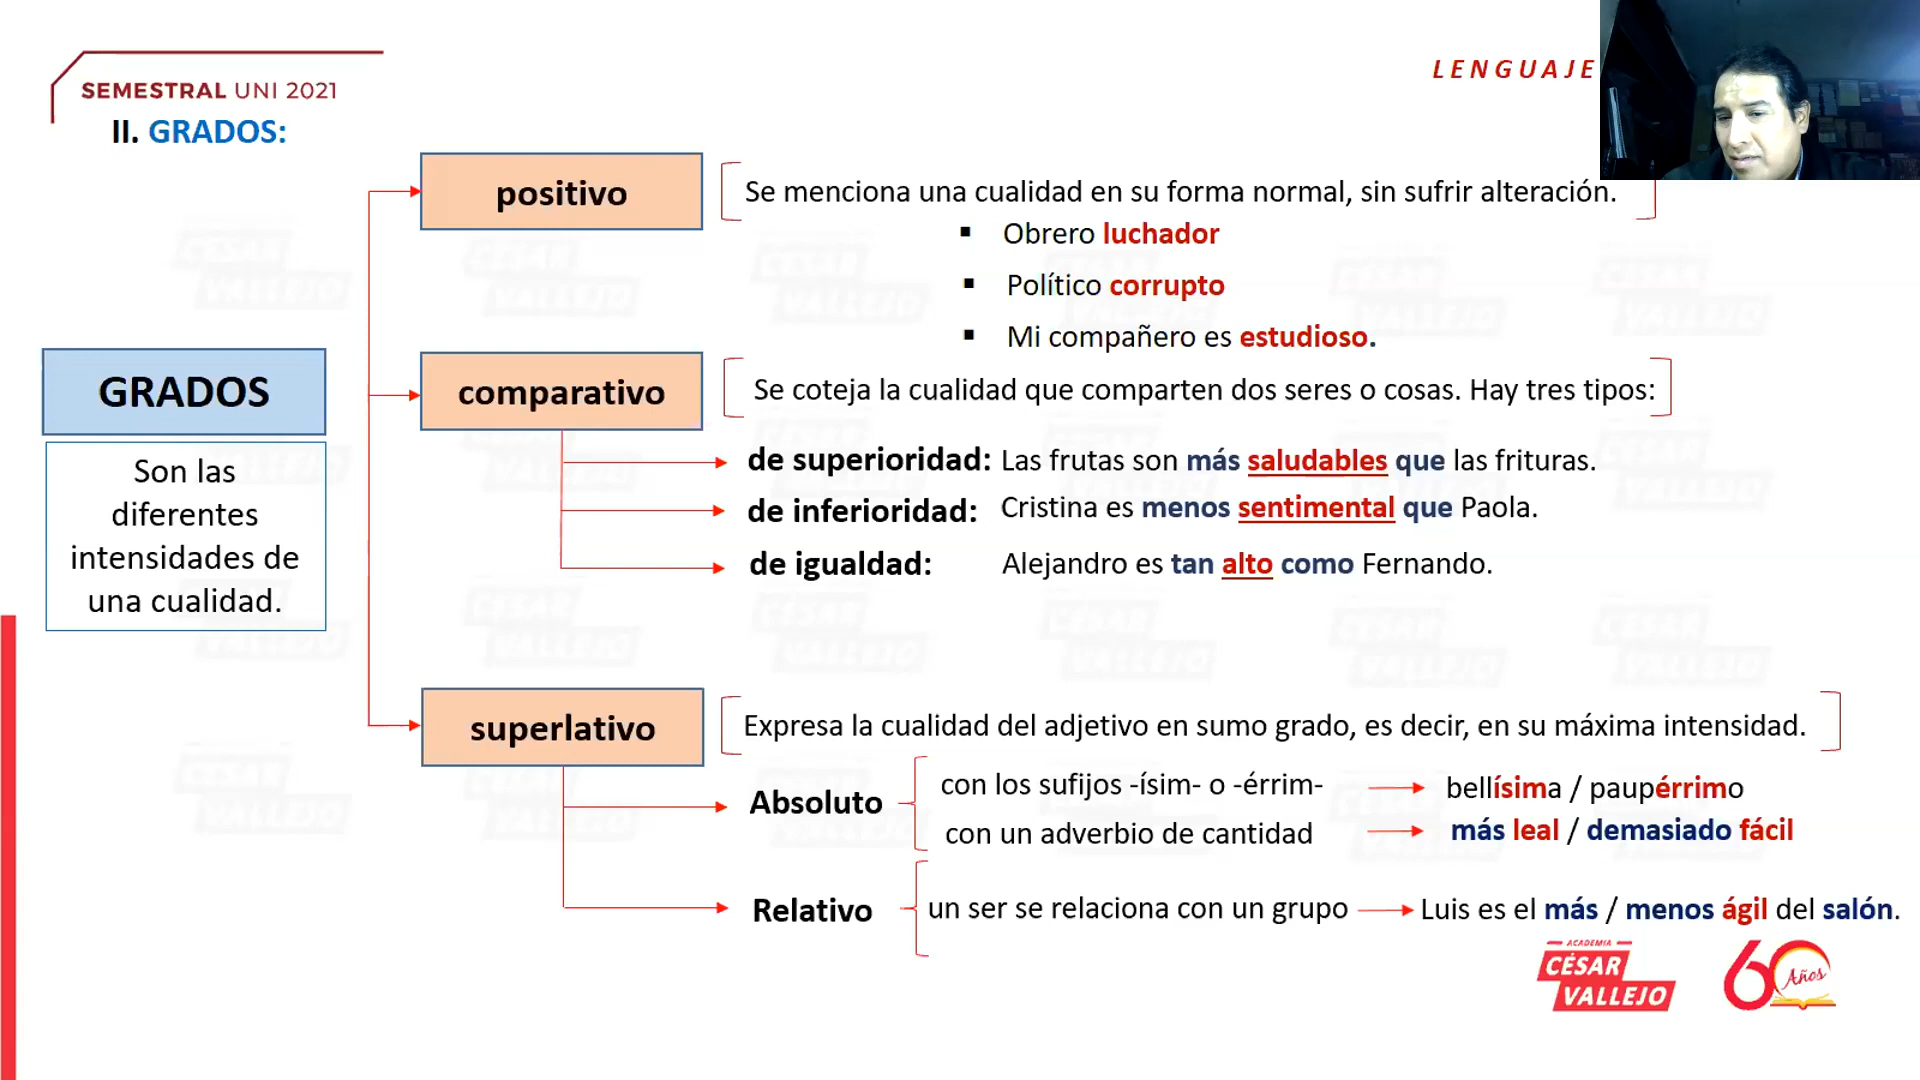 SEMESTRAL UNI 2021
LENGUAJE
II. GRADOS:
positivo
Se menciona una cualidad en su forma normal, sin sufrir alteración.
▪ Obrero luchador
▪ Político corrupto
▪ Mi compañero es estudioso.
GRADOS
Son las
diferentes
intensidades de
una cualidad.
comparativo
Se coteja la cualidad que comparten dos seres o cosas. Hay tres tipos:
de superioridad: Las frutas son más saludables que las frituras.
de inferioridad: Cristina es menos sentimental que Paola.
de igualdad: Alejandro es tan alto como Fernando.
superlativo
Expresa la cualidad del adjetivo en sumo grado, es decir, en su máxima intensidad.
Absoluto
con los sufijos -ísim- o -érrim-
bellísima / paupérrimo
con un adverbio de cantidad
más leal / demasiado fácil
Relativo
un ser se relaciona con un grupo
Luis es el más / menos ágil del salón.
ACADEMIA
CÉSAR
VALLEJO
60 Años